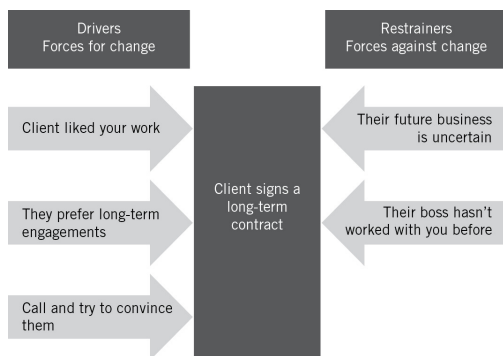 Drivers
Forces for change
Restrainers
Forces against change
Client liked your work
They prefer long-term
engagements
Call and try to convince
them
Client signs a
long-term
contract
Their future business
is uncertain
Their boss hasn't
worked with you before